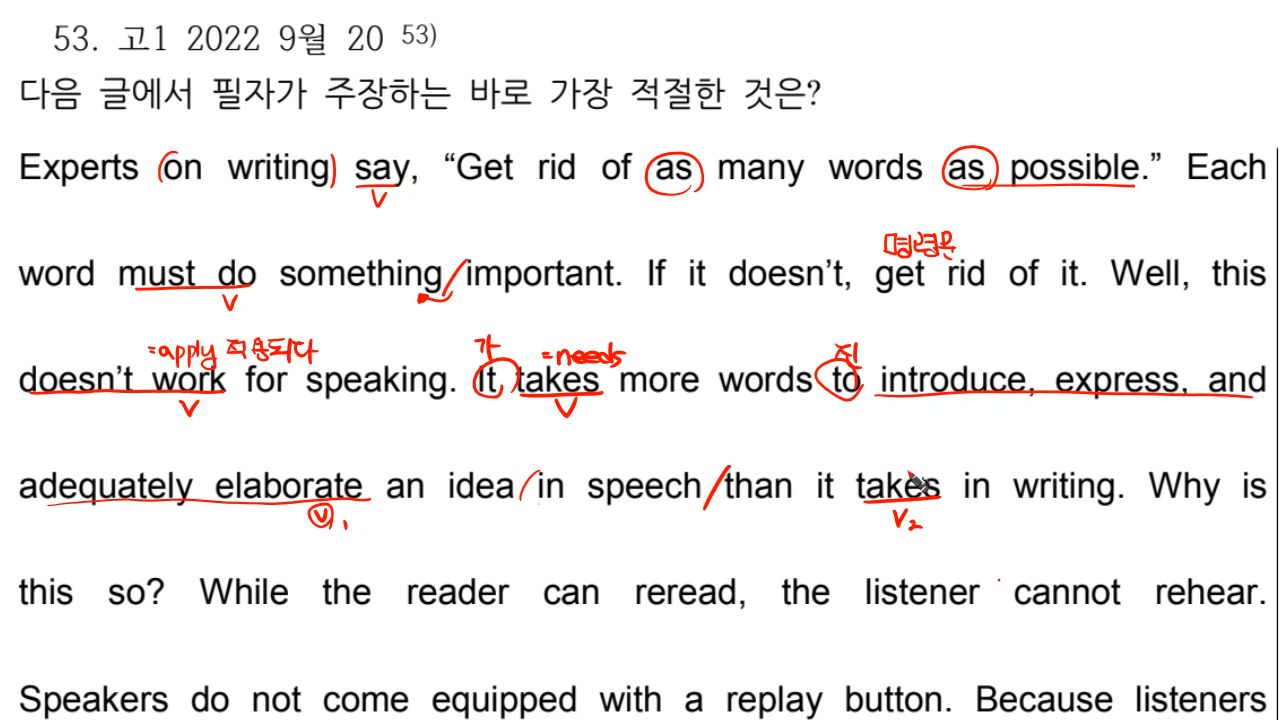 53. 고1 2022 9월 20 53)
다음 글에서 필자가 주장하는 바로 가장 적절한 것은?
Experts (on writing) say, “Get rid of as many words as possible.” Each
V
명령문
word must do something / important. If it doesn’t, get rid of it. Well, this
V
=apply 적용되다 가 =needs 진
doesn’t work for speaking. It takes more words to introduce, express, and
V V
adequately elaborate an idea (in speech / than it takes in writing. Why is
V1 V2
this so? While the reader can reread, the listener cannot rehear.
Speakers do not come equipped with a replay button. Because listeners